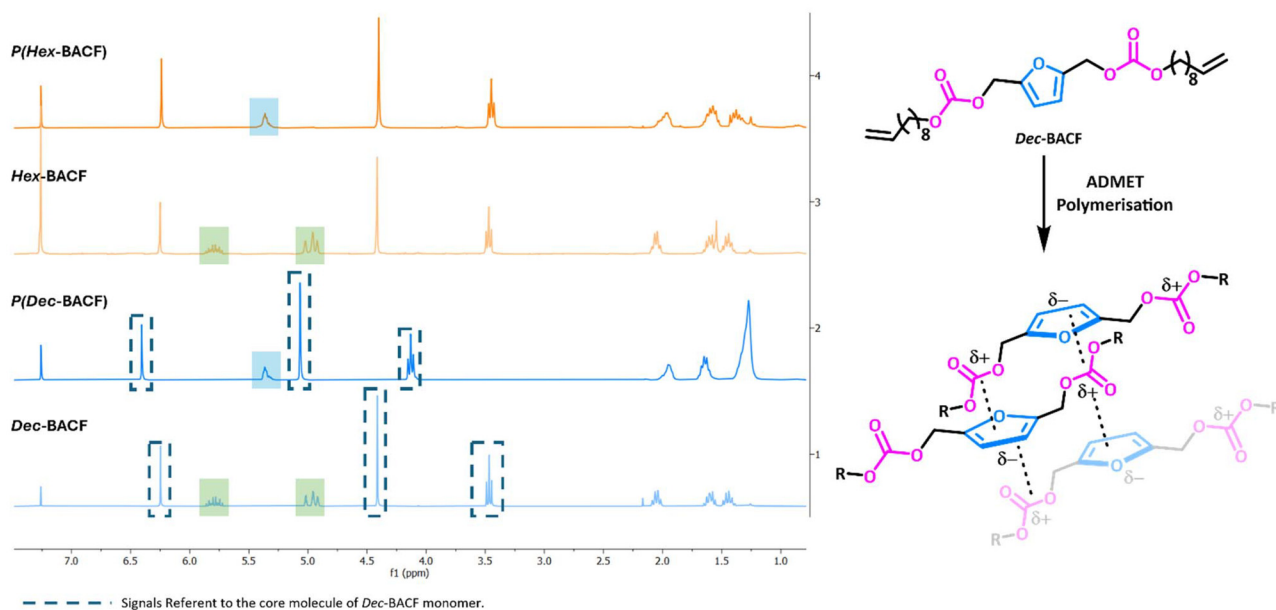 P(Hex-BACF)
Hex-BACF
P(Dec-BACF)
Dec-BACF
4
3
2
1
7.0 6.5 6.0 5.5 5.0 4.5 4.0 3.5 3.0 2.5 2.0 1.5 1.0
f1 (ppm)
Signals Referent to the core molecule of Dec-BACF monomer.
O
O O O
O O
O 8
8 O
Dec-BACF
ADMET
Polymerisation
δ+ O R
δ− O O
O O R
δ+ O O
O O δ+ O
R O
O O O R
δ+
R O O δ− O O
O O δ−
δ+
R O